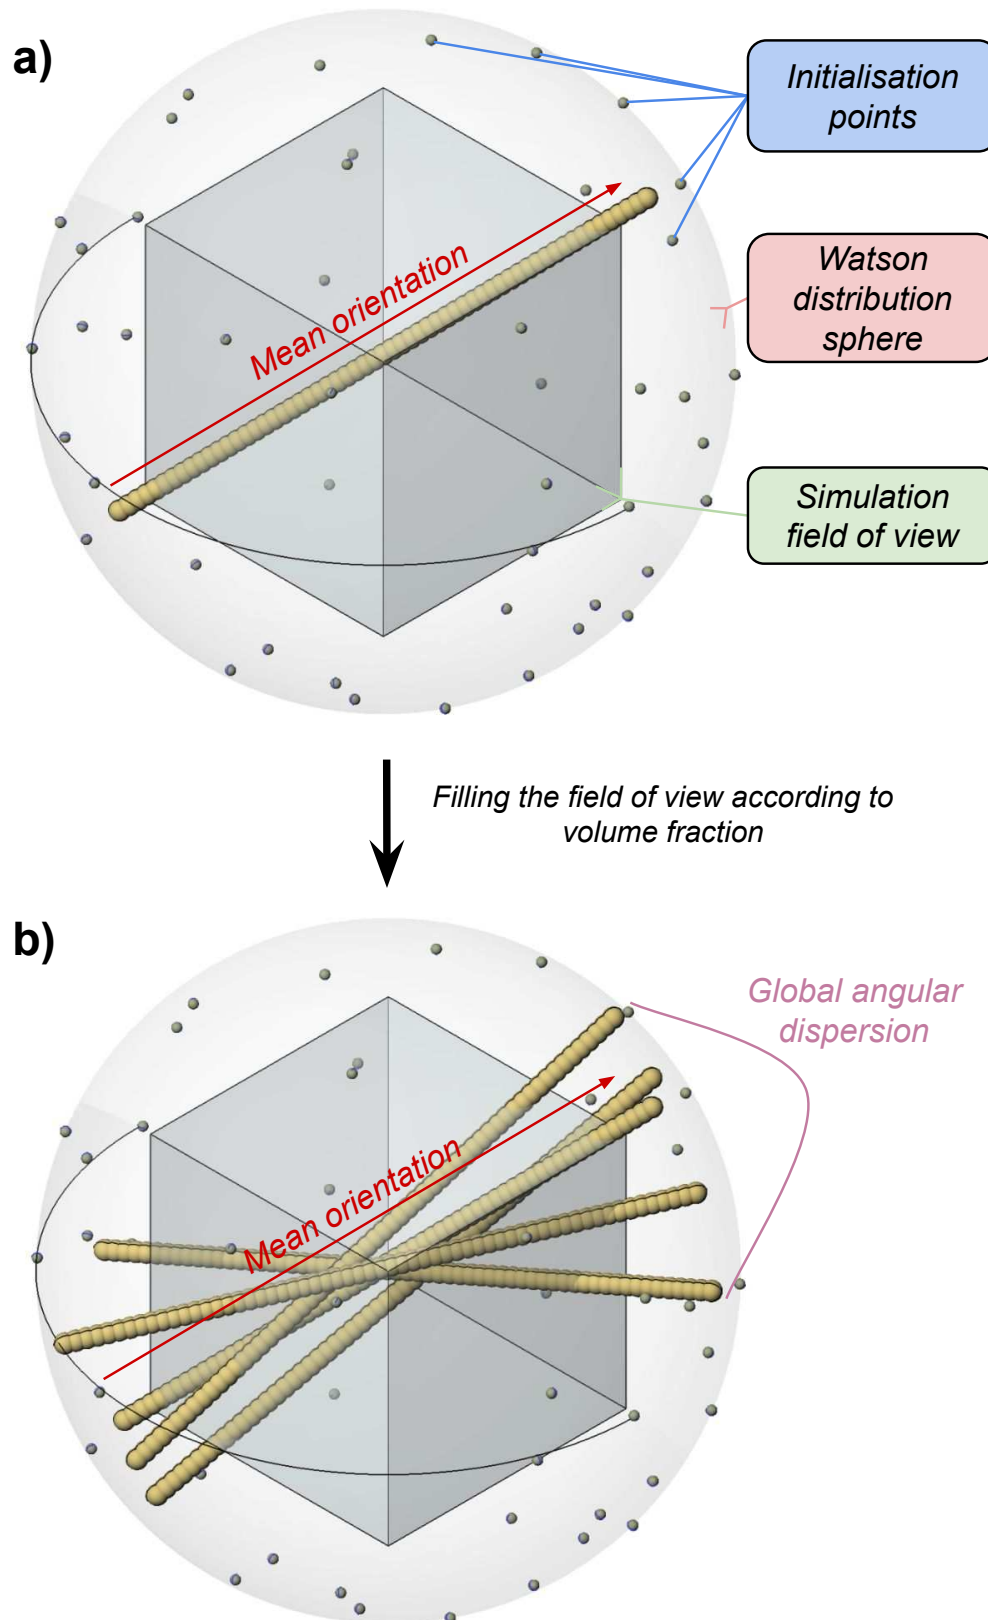 a)
Initialisation
points
Mean orientation
Watson
distribution
sphere
Simulation
field of view
Filling the field of view according to
volume fraction
b)
Global angular
dispersion
Mean orientation